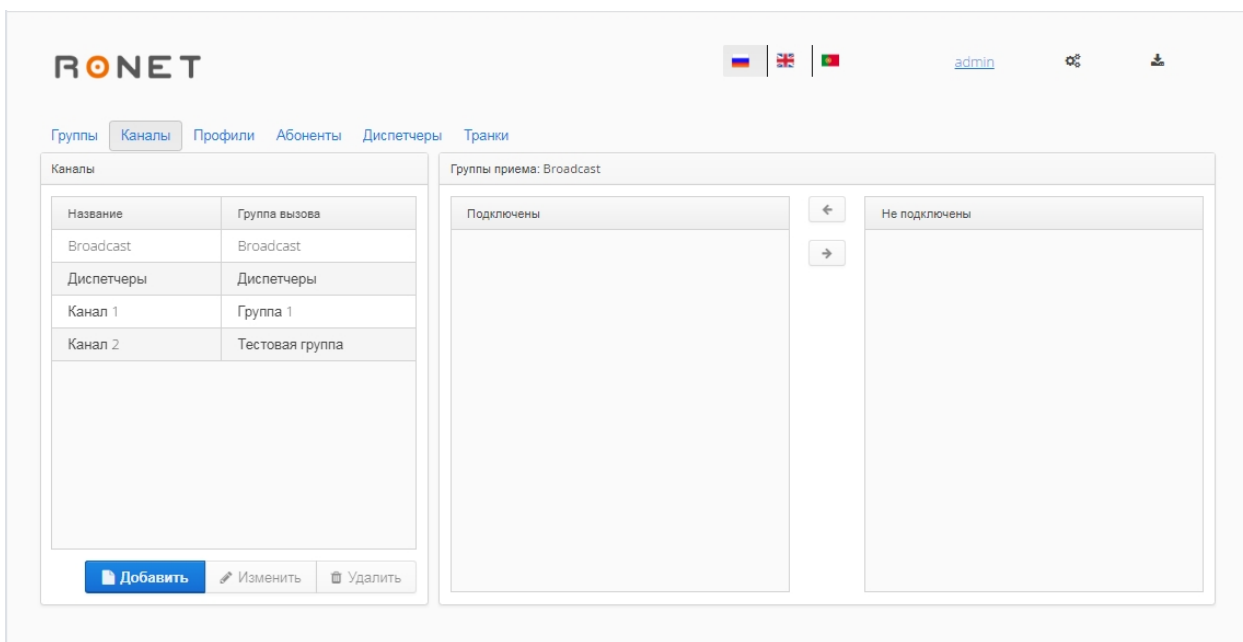 RONET
admin
Группы Каналы Профили Абоненты Диспетчеры Транки
Каналы
Группы приема: Broadcast
Название Группа вызова
Подключены
Не подключены
Broadcast Broadcast
Диспетчеры Диспетчеры
Канал 1 Группа 1
Канал 2 Тестовая группа
Добавить Изменить Удалить